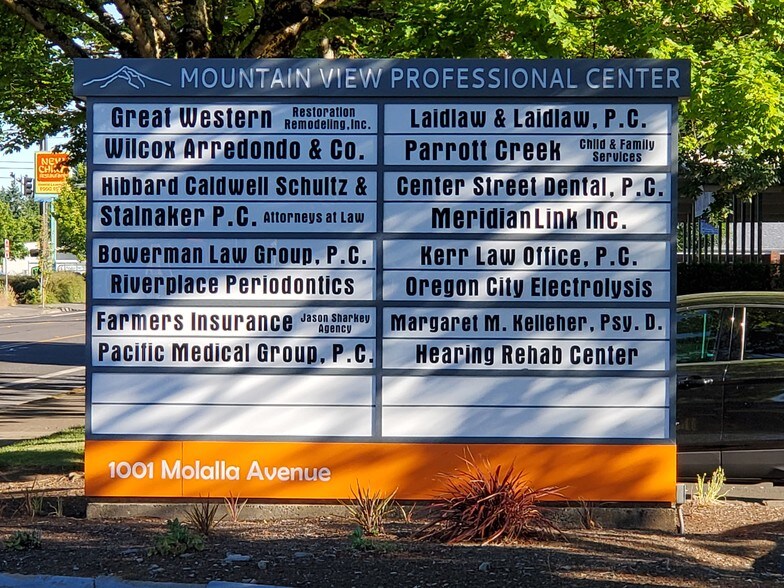 MOUNTAIN VIEW PROFESSIONAL CENTER
Great Western Restoration Remodeling, Inc.
Wilcox Arredondo & Co.
Hibbard Caldwell Schultz &
Stalnaker P.C. Attorneys at Law
Bowerman Law Group, P.C.
Riverplace Periodontics
Farmers Insurance Jason Sharkey Agency
Pacific Medical Group, P.C.
Laidlaw & Laidlaw, P.C.
Parrott Creek Child & Family Services
Center Street Dental, P.C.
MeridianLink Inc.
Kerr Law Office, P.C.
Oregon City Electrolysis
Margaret M. Kelleher, Psy. D.
Hearing Rehab Center
1001 Molalla Avenue
NEW
CHINA